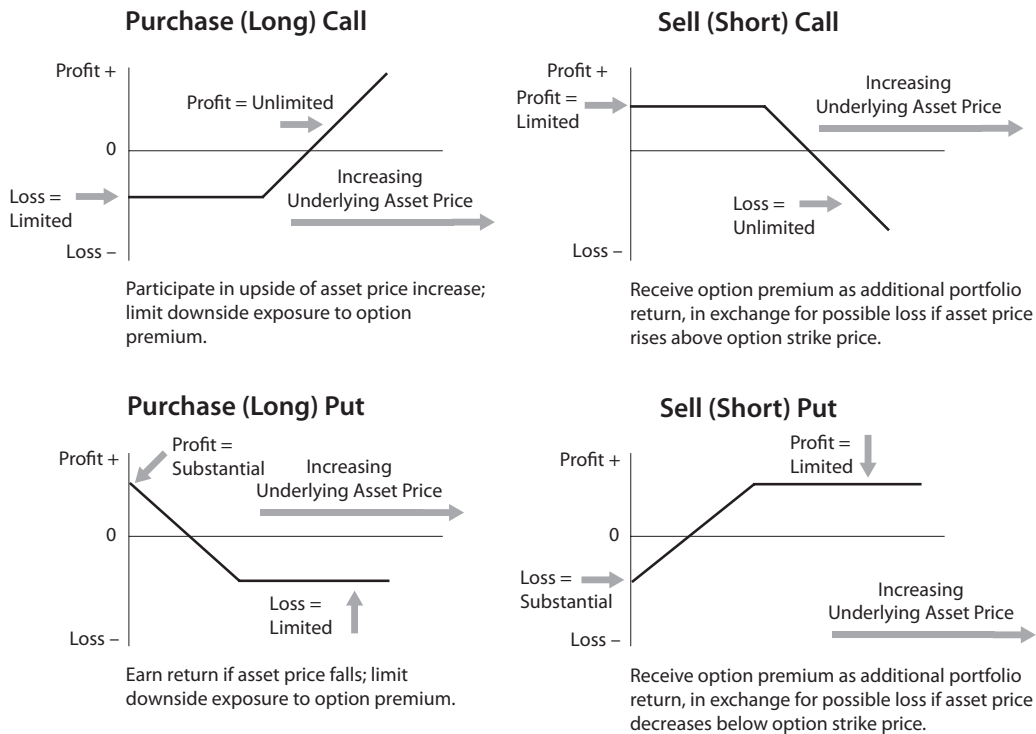 Purchase (Long) Call
Profit +
Profit = Unlimited
0
Increasing
Underlying Asset Price
Loss =
Limited
Loss –
Participate in upside of asset price increase;
limit downside exposure to option
premium.
Sell (Short) Call
Profit +
Profit =
Limited
Increasing
Underlying Asset Price
Loss =
Unlimited
Loss –
Receive option premium as additional portfolio
return, in exchange for possible loss if asset price
rises above option strike price.
Purchase (Long) Put
Profit +
Profit =
Substantial
Increasing
Underlying Asset Price
0
Loss =
Limited
Loss –
Earn return if asset price falls; limit
downside exposure to option premium.
Sell (Short) Put
Profit +
Profit =
Limited
0
Loss =
Substantial
Increasing
Underlying Asset Price
Loss –
Receive option premium as additional portfolio
return, in exchange for possible loss if asset price
decreases below option strike price.